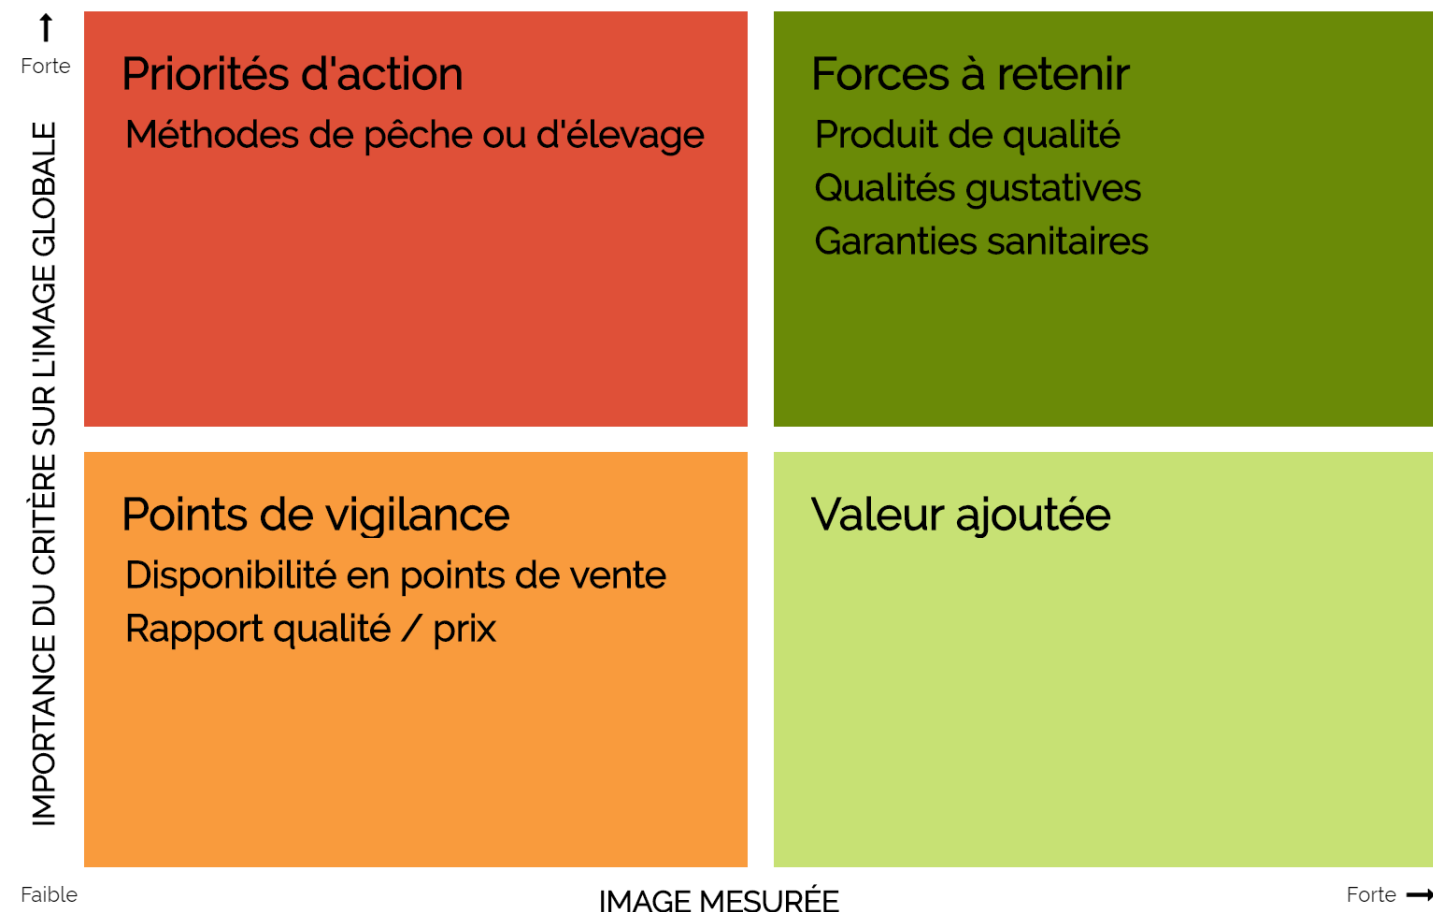 Forte
IMPORTANCE DU CRITÈRE SUR L'IMAGE GLOBALE
Priorités d'action
Méthodes de pêche ou d'élevage
Forces à retenir
Produit de qualité
Qualités gustatives
Garanties sanitaires
Points de vigilance
Disponibilité en points de vente
Rapport qualité / prix
Valeur ajoutée
Faible
IMAGE MESURÉE
Forte